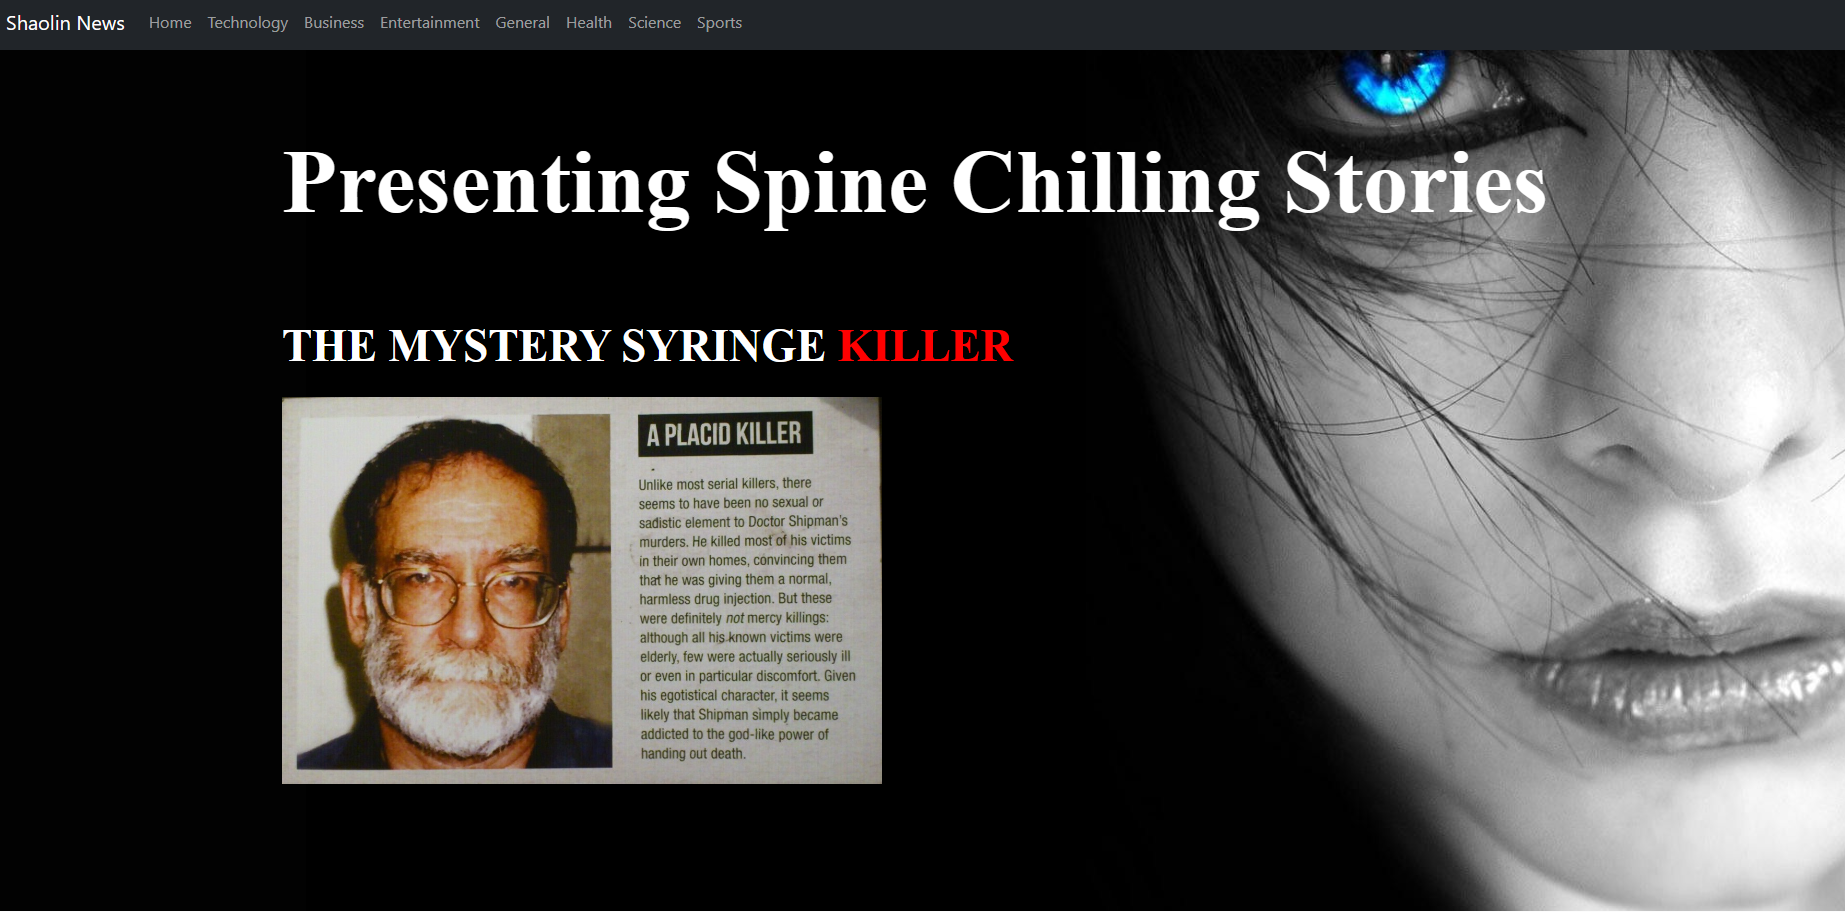 Shaolin News Home Technology Business Entertainment General Health Science Sports
Presenting Spine Chilling Stories
THE MYSTERY SYRINGE KILLER
A PLACID KILLER
Unlike most serial killers, there
seems to have been no sexual or
sadistic element to Doctor Shipman's
murders. He killed most of his victims
in their own homes, convincing them
that he was giving them a normal,
harmless drug injection. But these
were definitely not mercy killings:
although all his known victims were
elderly, few were actually seriously ill
or even in particular discomfort. Given
his egotistical character, it seems
likely that Shipman simply became
addicted to the god-like power of
handing out death.